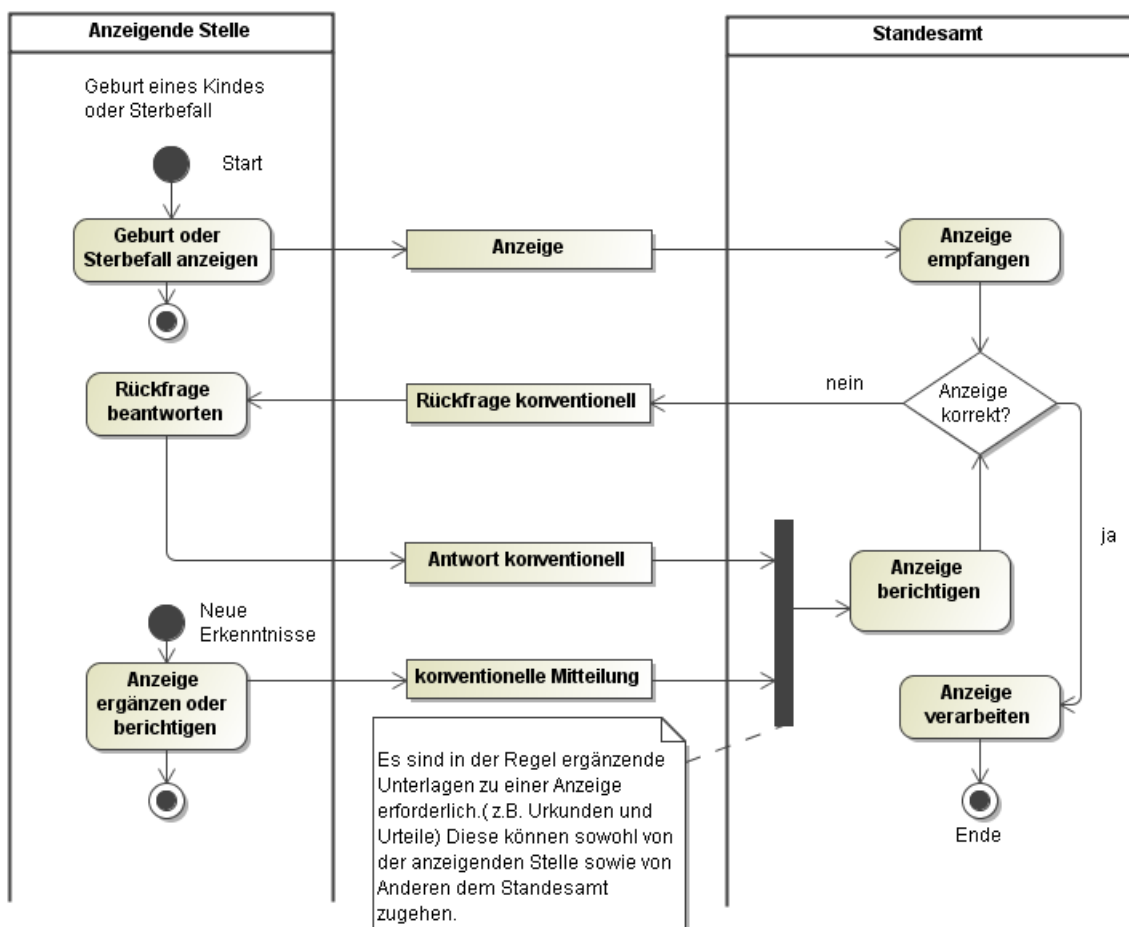 Anzeigende Stelle
Standesamt
Geburt eines Kindes
oder Sterbefall
Start
Geburt oder
Sterbefall anzeigen
Anzeige
Anzeige
empfangen
Rückfrage
beantworten
Rückfrage konventionell
nein
Anzeige
korrekt?
ja
Antwort konventionell
Anzeige
berichtigen
Neue
Erkenntnisse
Anzeige
ergänzen oder
berichtigen
konventionelle Mitteilung
Anzeige
verarbeiten
Ende
Es sind in der Regel ergänzende
Unterlagen zu einer Anzeige
erforderlich.( z.B. Urkunden und
Urteile) Diese können sowohl von
der anzeigenden Stelle sowie von
Anderen dem Standesamt
zugehen.